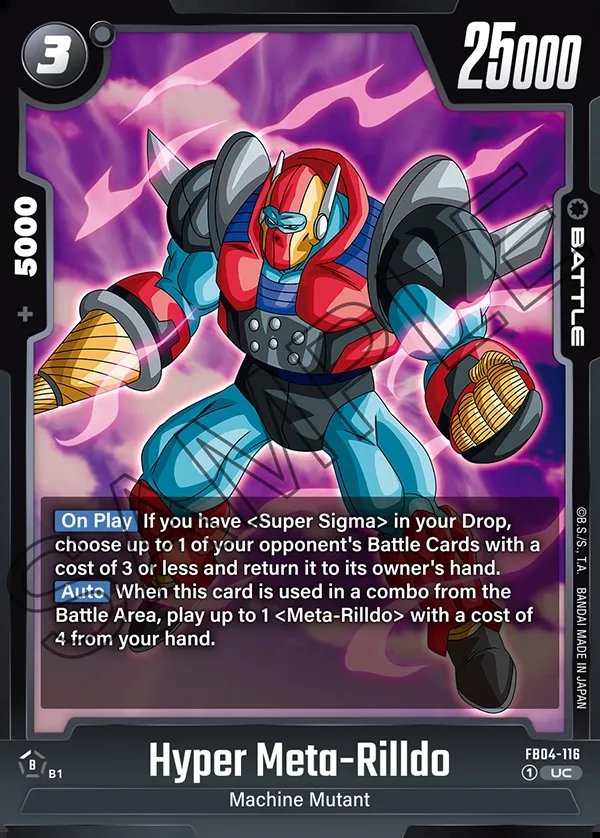 3
25000
+ 5000
BATTLE
SAMPLE
On Play If you have <Super Sigma> in your Drop,
choose up to 1 of your opponent's Battle Cards with a
cost of 3 or less and return it to its owner's hand.
Auto When this card is used in a combo from the
Battle Area, play up to 1 <Meta-Rilldo> with a cost of
4 from your hand.
©B.S./S., T.A. BANDAI MADE IN JAPAN
B B1
Hyper Meta-Rilldo
FB04-116
1 UC
Machine Mutant